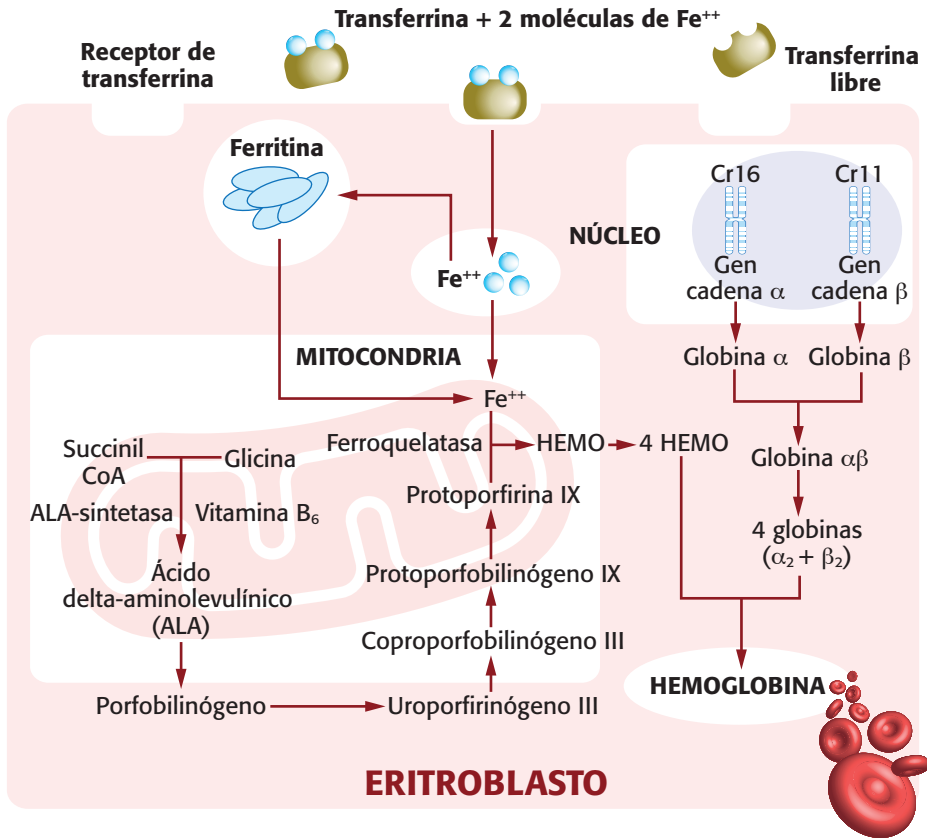 Transferrina + 2 moléculas de Fe⁺⁺
Receptor de
transferrina
Transferrina
libre
Ferritina
Fe⁺⁺
NÚCLEO
Cr16
Cr11
Gen
cadena α
Gen
cadena β
Globina α
Globina β
Globina αβ
4 globinas
(α₂ + β₂)
MITOCONDRIA
Fe⁺⁺
Ferroquelatasa
HEMO
4 HEMO
Succinil
CoA
Glicina
ALA-sintetasa
Vitamina B₆
Ácido
delta-aminolevulínico
(ALA)
Protoporfirina IX
Protoporfobilinógeno IX
Coproporfobilinógeno III
Porfobilinógeno
Uroporfirinógeno III
HEMOGLOBINA
ERITROBLASTO